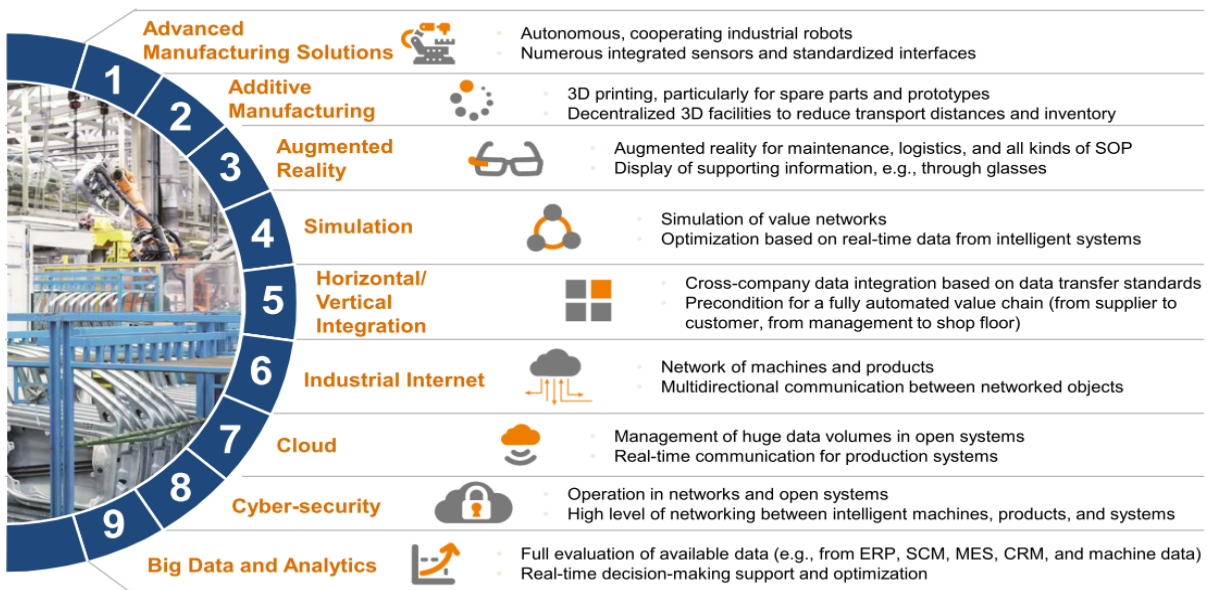 1
Advanced
Manufacturing Solutions
Autonomous, cooperating industrial robots
Numerous integrated sensors and standardized interfaces
2
Additive
Manufacturing
3D printing, particularly for spare parts and prototypes
Decentralized 3D facilities to reduce transport distances and inventory
3
Augmented
Reality
Augmented reality for maintenance, logistics, and all kinds of SOP
Display of supporting information, e.g., through glasses
4
Simulation
Simulation of value networks
Optimization based on real-time data from intelligent systems
5
Horizontal/
Vertical
Integration
Cross-company data integration based on data transfer standards
Precondition for a fully automated value chain (from supplier to
customer, from management to shop floor)
6
Industrial Internet
Network of machines and products
Multidirectional communication between networked objects
7
Cloud
Management of huge data volumes in open systems
Real-time communication for production systems
8
Cyber-security
Operation in networks and open systems
High level of networking between intelligent machines, products, and systems
9
Big Data and Analytics
Full evaluation of available data (e.g., from ERP, SCM, MES, CRM, and machine data)
Real-time decision-making support and optimization